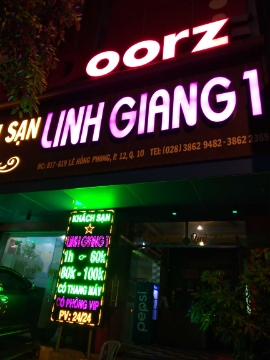 oorz
SẠN LINH GIANG 1
ĐC: 817-819 LÊ HỒNG PHONG, P. 12, Q. 10 TEL: (028) 3862 9482-3862
KHÁCH SẠN
LINH GIANG 1
1h = 60k
80k - 100k
CÓ THANG MÁY
CÓ PHÒNG VIP
PV: 24/24
pepsi